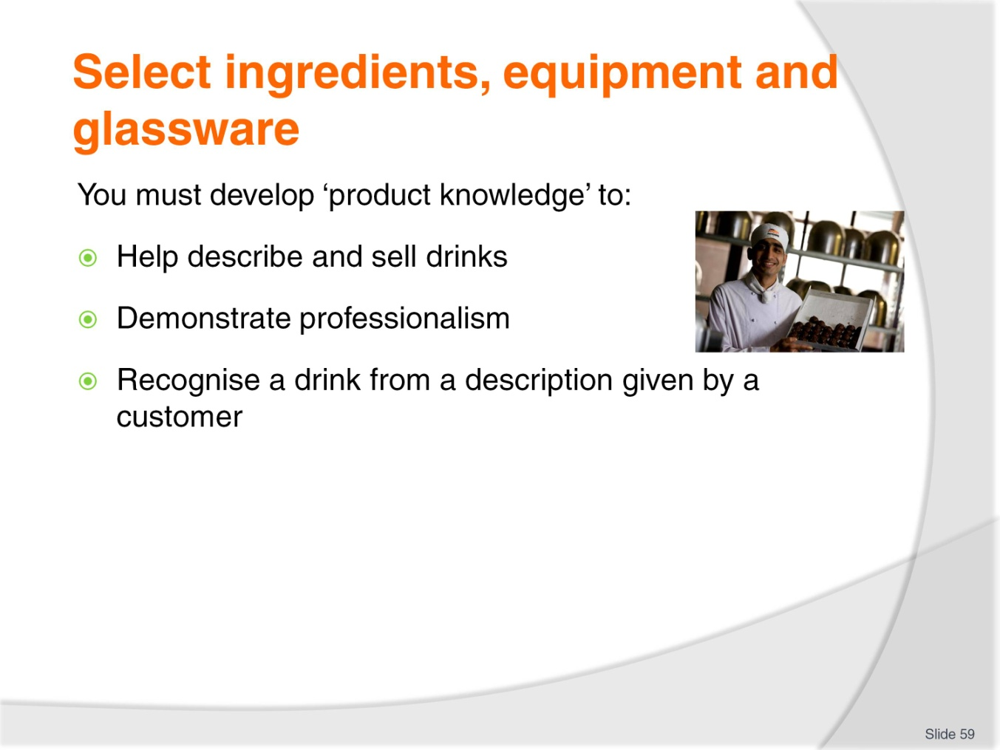 Select ingredients, equipment and
glassware
You must develop ‘product knowledge’ to:
Help describe and sell drinks
Demonstrate professionalism
Recognise a drink from a description given by a
customer
Slide 59